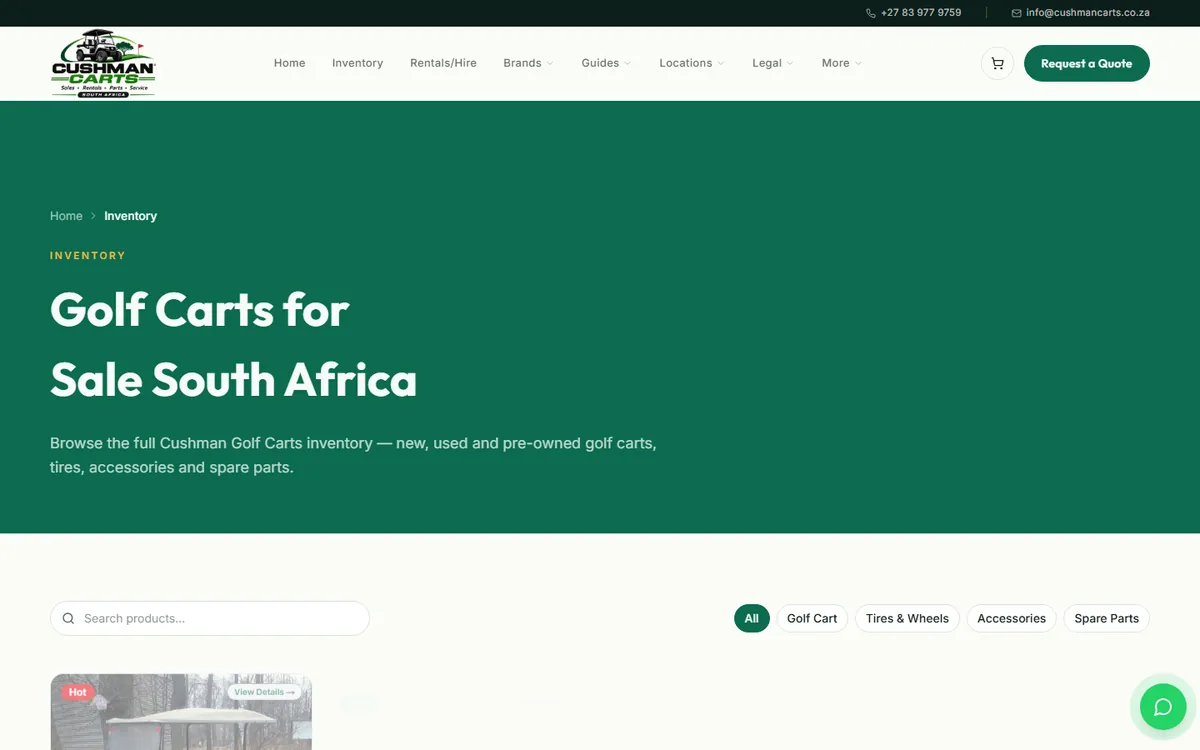 +27 83 977 9759
info@cushmancarts.co.za
CUSHMAN
CARTS
Sales • Rentals • Parts • Service
SOUTH AFRICA
Home
Inventory
Rentals/Hire
Brands
Guides
Locations
Legal
More
Request a Quote
Home > Inventory
INVENTORY
Golf Carts for
Sale South Africa
Browse the full Cushman Golf Carts inventory — new, used and pre-owned golf carts,
tires, accessories and spare parts.
Search products...
All
Golf Cart
Tires & Wheels
Accessories
Spare Parts
Hot
View Details →